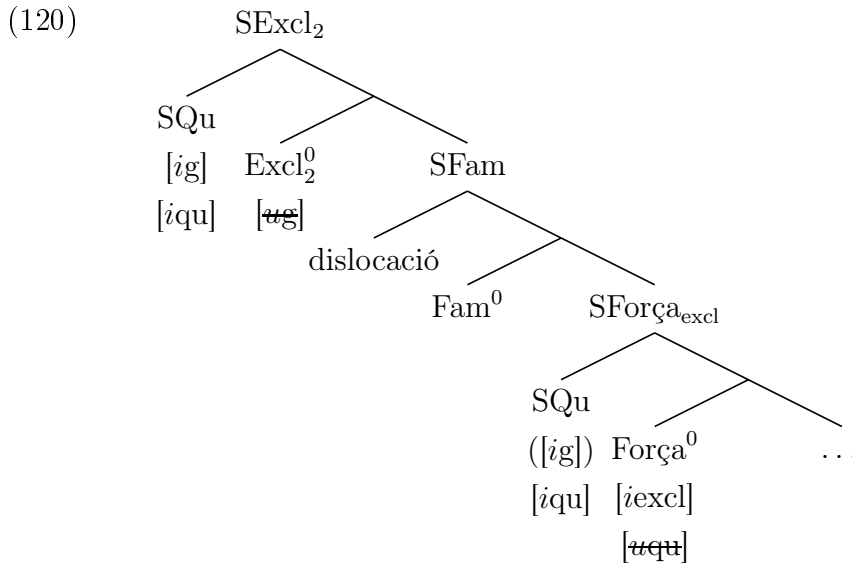 (120) SExcl₂
SQu
[ig] Excl⁰₂ SFam
[iqu] [ug]
dislocació
Fam⁰ SForçaₑₓcₗ
SQu
([ig]) Força⁰ ...
[iqu] [iexcl]
[uqu]